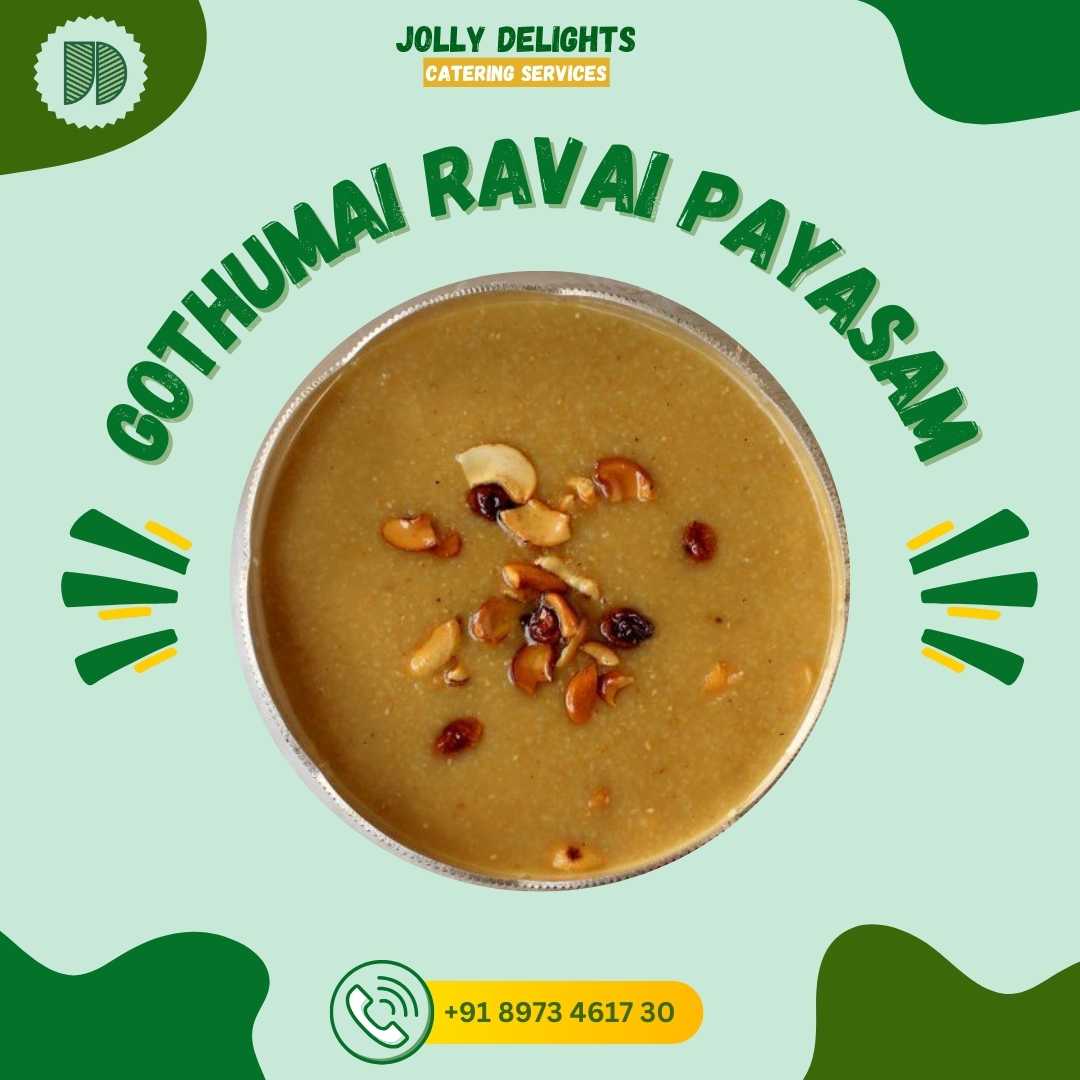 JOLLY DELIGHTS
CATERING SERVICES
GOTHUMAI RAVAI PAYASAM
+91 8973 4617 30